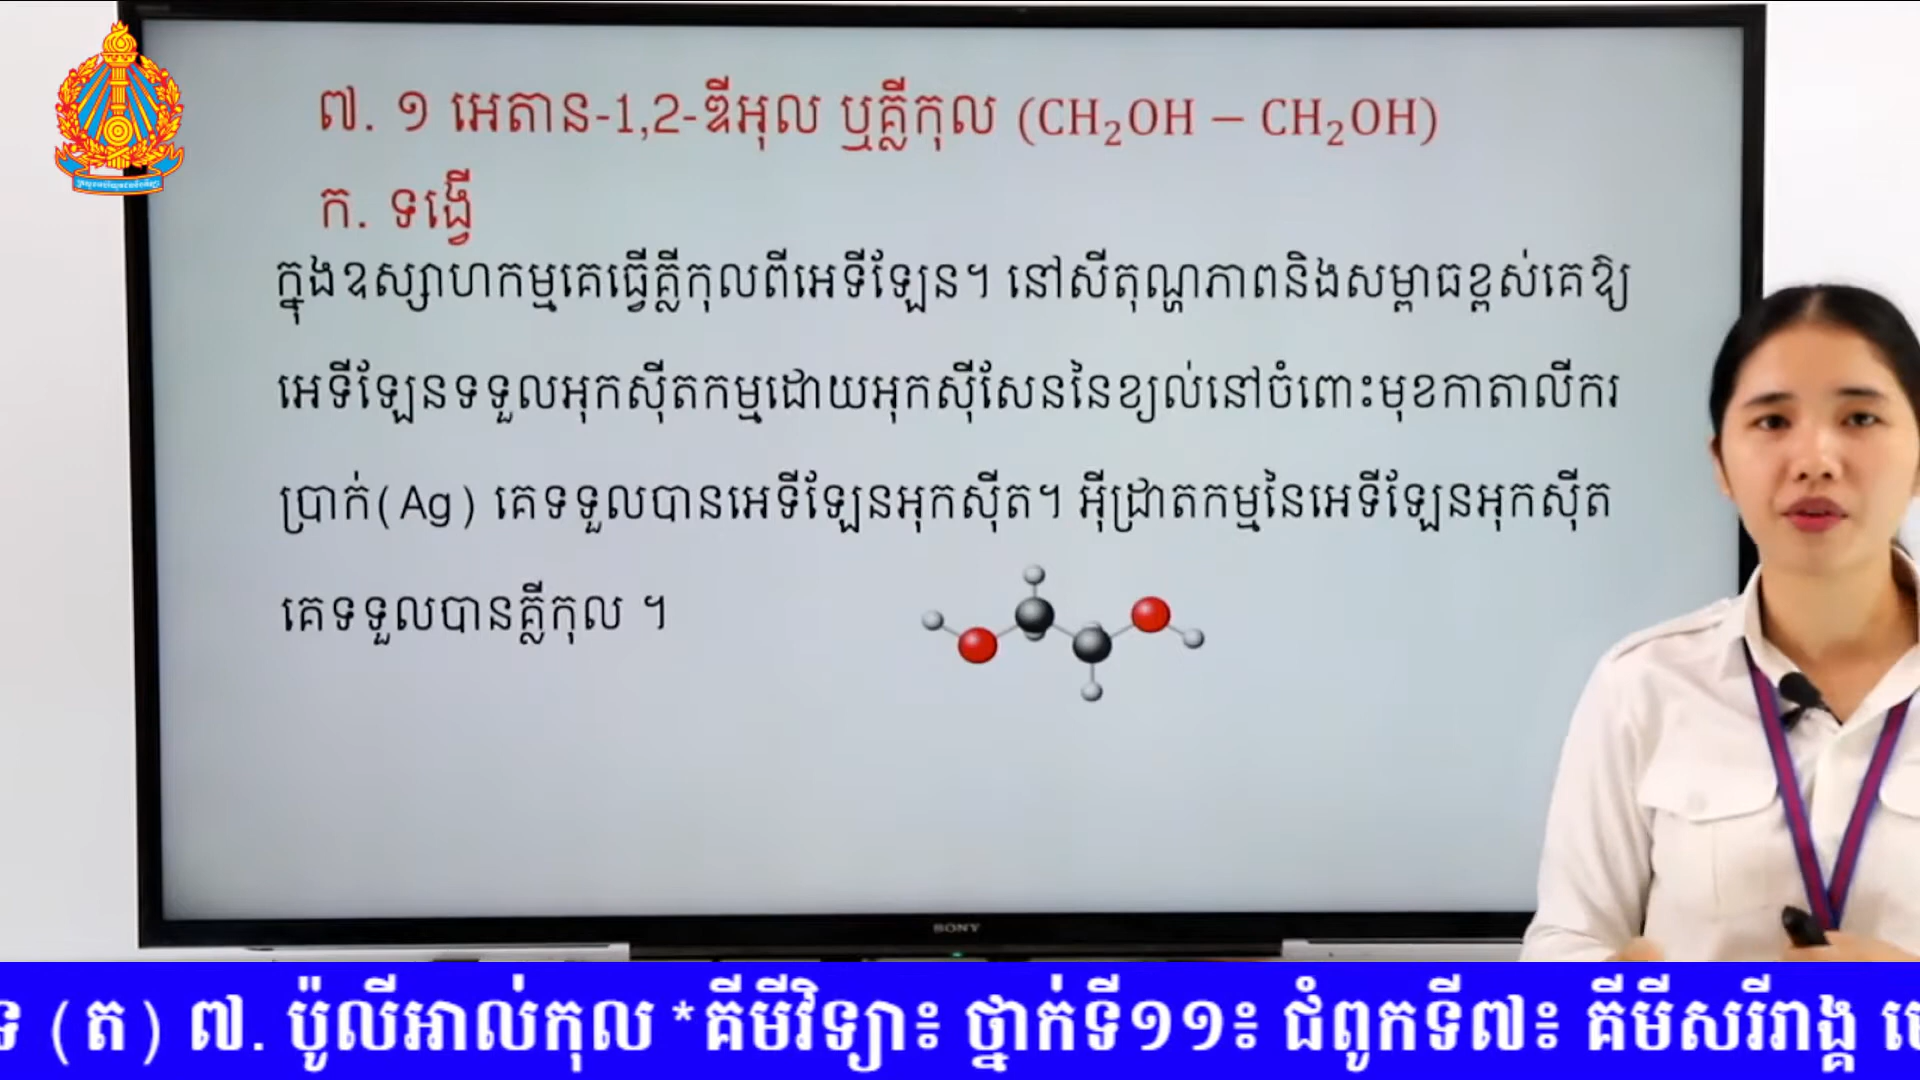 ៧. ១ អេតាន-1,2-ឌីអុល ឬគ្លីកុល (CH₂OH – CH₂OH)
ក. ទង្វើ
ក្នុងឧស្សាហកម្មគេធ្វើគ្លីកុលពីអេទីឡែន។ នៅសីតុណ្ហភាពនិងសម្ពាធខ្ពស់គេឱ្យ
អេទីឡែនទទួលអុកស៊ីតកម្មដោយអុកស៊ីសែននៃខ្យល់នៅចំពោះមុខកាតាលីករ
ប្រាក់(Ag) គេទទួលបានអេទីឡែនអុកស៊ីត។ អ៊ីដ្រាតកម្មនៃអេទីឡែនអុកស៊ីត
គេទទួលបានគ្លីកុល ។
SONY
(ត) ៧. ប៉ូលីអាល់កុល *គីមីវិទ្យា៖ ថ្នាក់ទី១១៖ ជំពូកទី៧៖ គីមីសរីរាង្គ